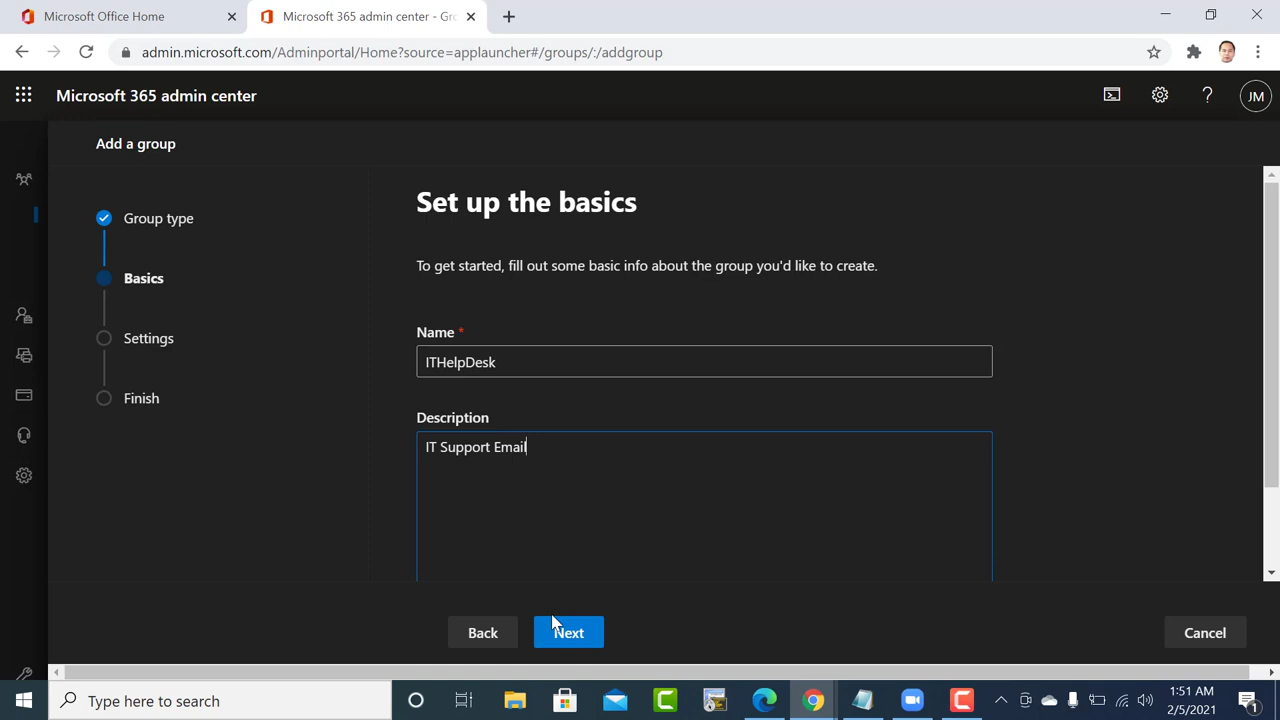 Microsoft Office Home
Microsoft 365 admin center - Gro
admin.microsoft.com/Adminportal/Home?source=applauncher#/groups/:/addgroup
Microsoft 365 admin center
JM
Add a group
Group type
Basics
Settings
Finish
Set up the basics
To get started, fill out some basic info about the group you'd like to create.
Name *
ITHelpDesk
Description
IT Support Email
Back
Next
Cancel
Type here to search
1:51 AM
2/5/2021
1